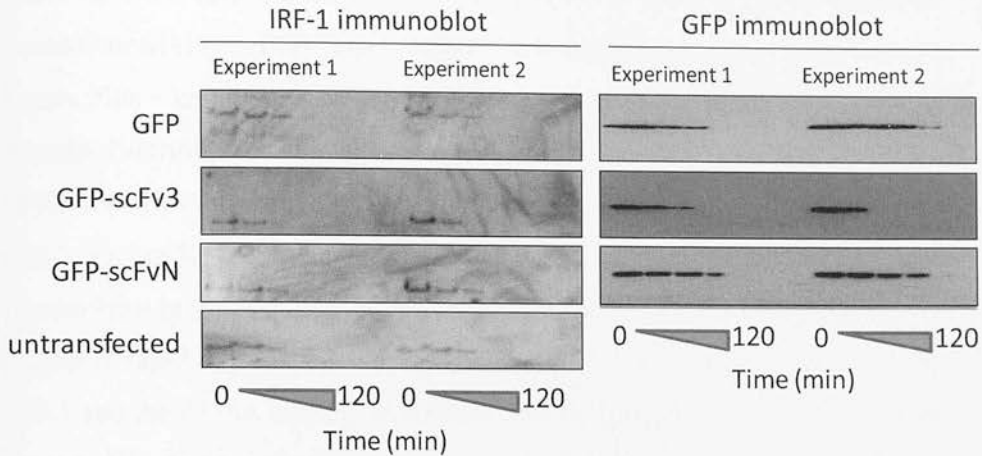 IRF-1 immunoblot
GFP immunoblot
Experiment 1
Experiment 2
Experiment 1
Experiment 2
GFP
GFP-scFv3
GFP-scFvN
untransfected
0
120
0
120
Time (min)
0
120
0
120
Time (min)